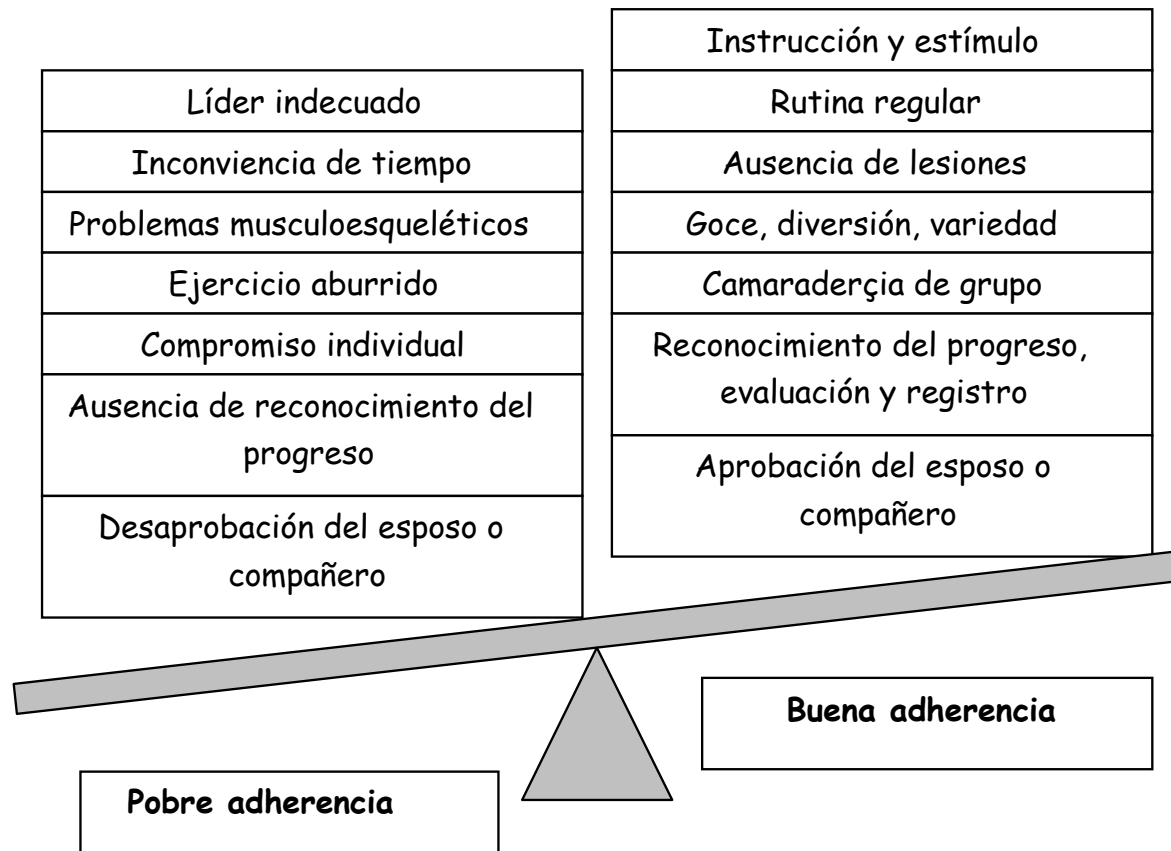 Líder indecuado
Inconviencia de tiempo
Problemas musculoesqueléticos
Ejercicio aburrido
Compromiso individual
Ausencia de reconocimiento del
progreso
Desaprobación del esposo o
compañero
Instrucción y estímulo
Rutina regular
Ausencia de lesiones
Goce, diversión, variedad
Camaraderçia de grupo
Reconocimiento del progreso,
evaluación y registro
Aprobación del esposo o
compañero
Pobre adherencia
Buena adherencia